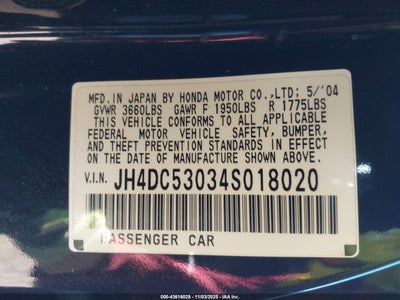 MFD.IN JAPAN BY HONDA MOTOR CO.,LTD; 5/'04
GVWR 3660LBS GAWR F 1950LBS R 1775LBS
THIS VEHICLE CONFORMS TO ALL APPLICABLE
FEDERAL MOTOR VEHICLE SAFETY, BUMPER,
AND THEFT PREVENTION STANDARDS IN EFFECT
ON THE DATE OF MANUFACTURE SHOWN ABOVE.
V.I.N. JH4DC53034S018020
PASSENGER CAR
000-43616028 - 11/03/2025 - IAA Inc.